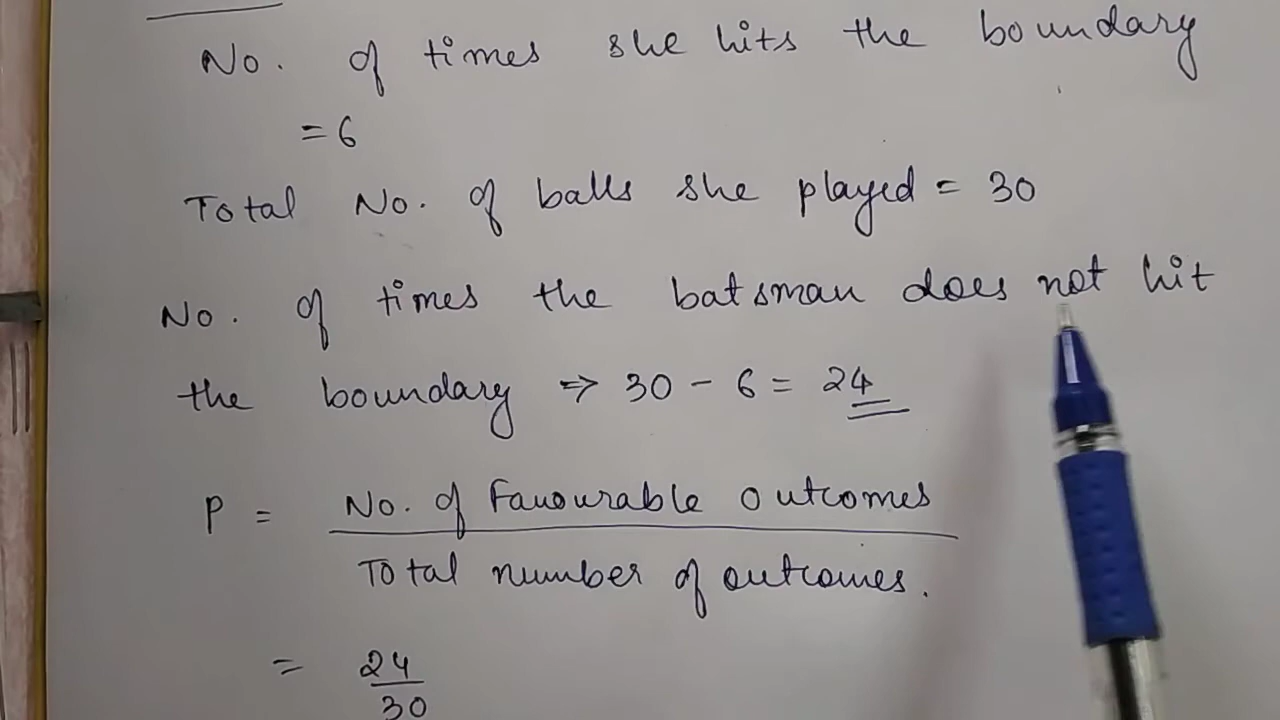 No. of times she hits the boundary
= 6
Total No. of balls she played = 30
No. of times the batsman does not hit
the boundary ⇒ 30 - 6 = 24
P = No. of Favourable outcomes
Total number of outcomes.
= 24
30